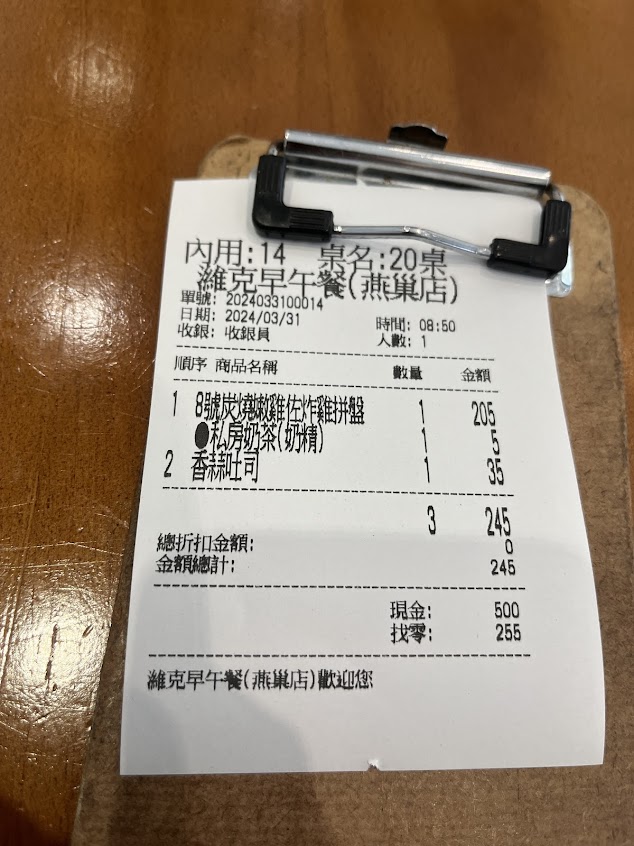 內用:14 桌名:20桌
濰克早午餐(燕巢店)
單號: 2024033100014
日期: 2024/03/31 時間: 08:50
收銀: 收銀員 人數: 1
順序 商品名稱 數量 金額
1 8號炭燒嫩雞佐炸雞拼盤 1 205
●私房奶茶(奶精) 1 5
2 香蒜吐司 1 35
3 245
總折扣金額: 0
金額總計: 245
現金: 500
找零: 255
濰克早午餐(燕巢店)歡迎您